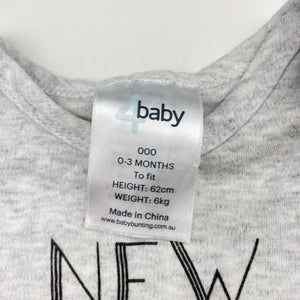 4baby
000
0-3 MONTHS
To fit
HEIGHT: 62cm
WEIGHT: 6kg
Made in China
www.babybunting.com.au
NEW